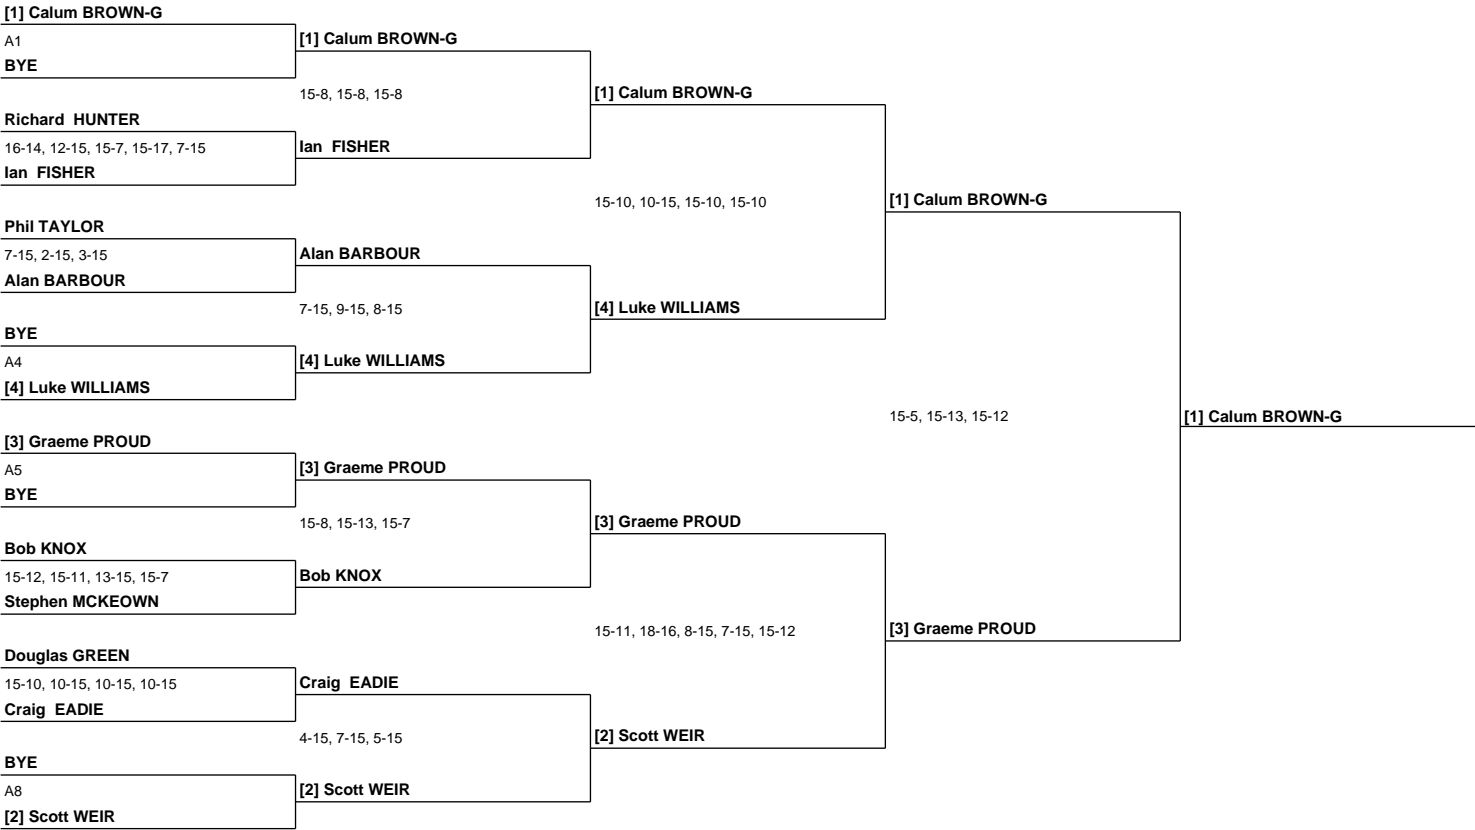 [1] Calum BROWN-G
A1
BYE
Richard HUNTER
16-14, 12-15, 15-7, 15-17, 7-15
Ian FISHER
Phil TAYLOR
7-15, 2-15, 3-15
Alan BARBOUR
BYE
A4
[4] Luke WILLIAMS
[3] Graeme PROUD
A5
BYE
Bob KNOX
15-12, 15-11, 13-15, 15-7
Stephen MCKEOWN
Douglas GREEN
15-10, 10-15, 10-15, 10-15
Craig EADIE
BYE
A8
[2] Scott WEIR
[1] Calum BROWN-G
15-8, 15-8, 15-8
Ian FISHER
Alan BARBOUR
7-15, 9-15, 8-15
[4] Luke WILLIAMS
[3] Graeme PROUD
15-8, 15-13, 15-7
Bob KNOX
Craig EADIE
4-15, 7-15, 5-15
[2] Scott WEIR
[1] Calum BROWN-G
15-10, 10-15, 15-10, 15-10
[4] Luke WILLIAMS
[3] Graeme PROUD
15-11, 18-16, 8-15, 7-15, 15-12
[2] Scott WEIR
[1] Calum BROWN-G
15-5, 15-13, 15-12
[3] Graeme PROUD
[1] Calum BROWN-G